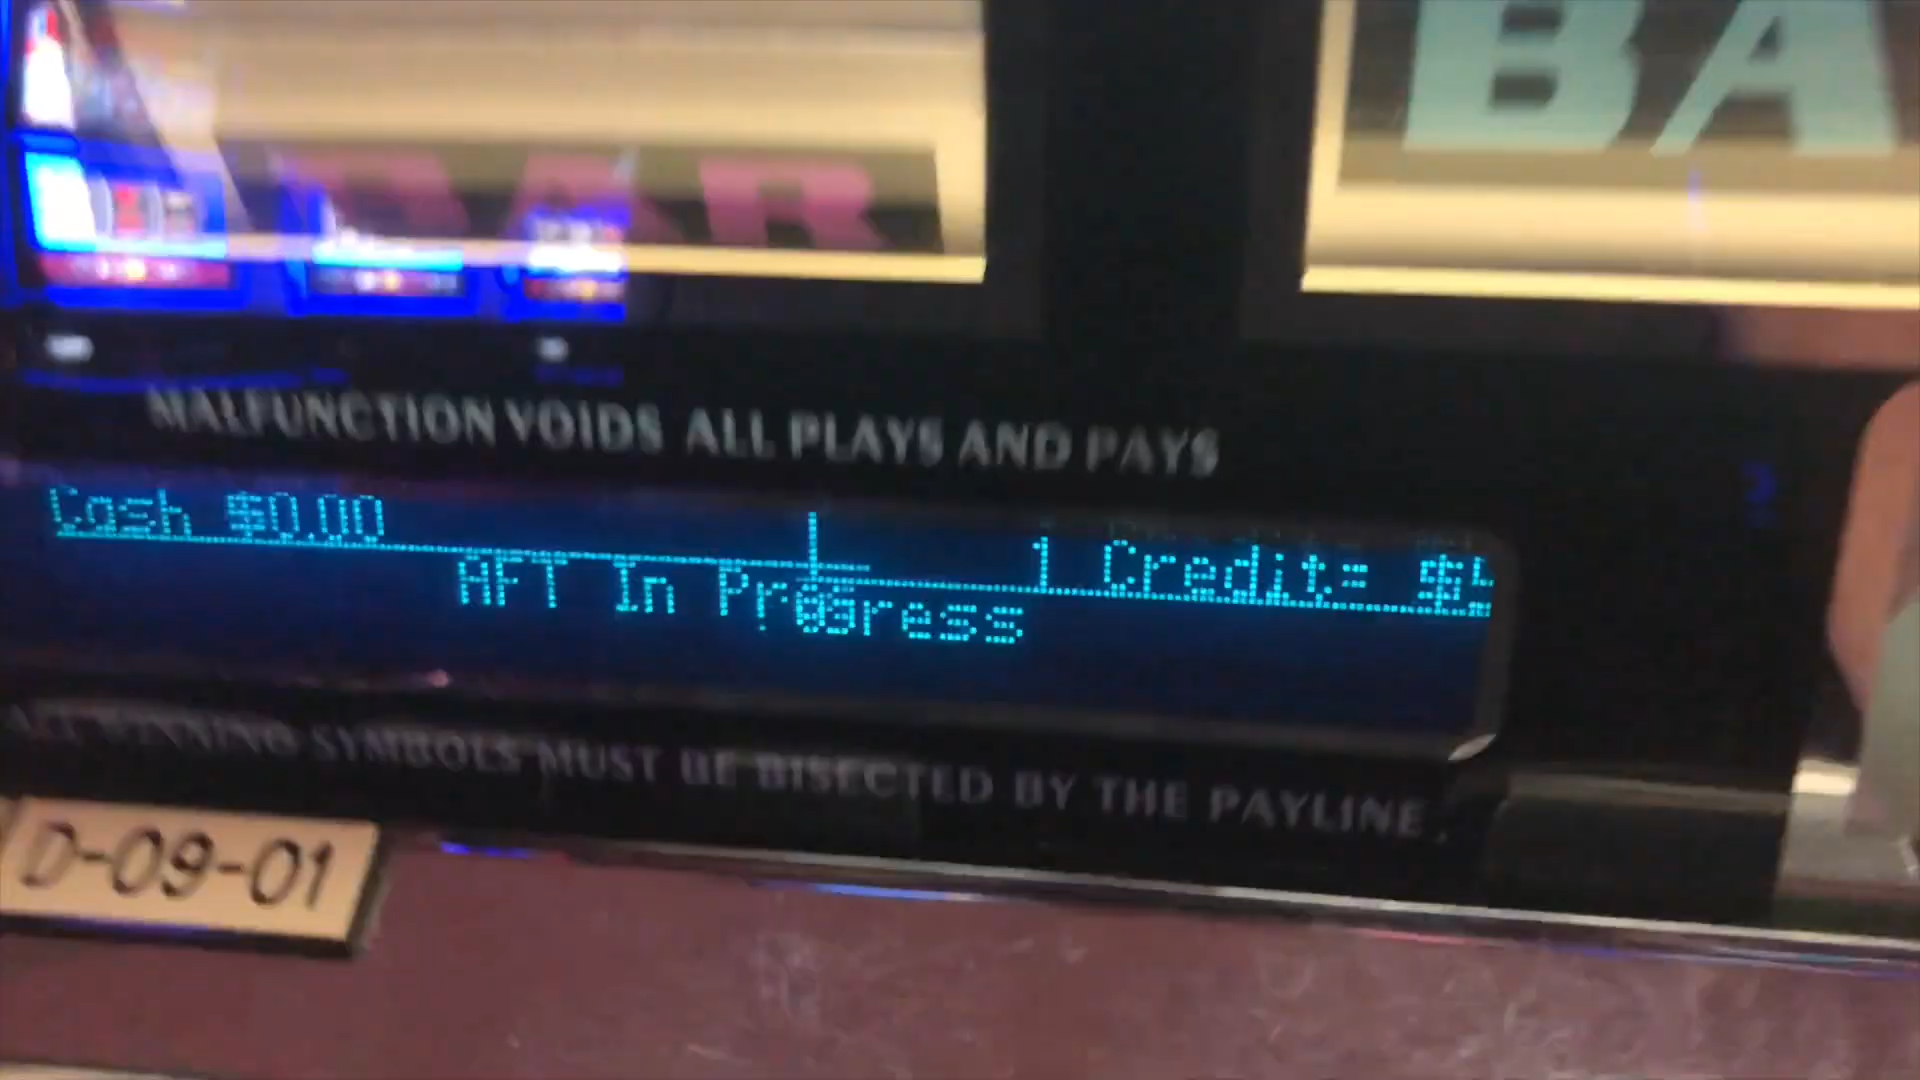 BA
BAR
MALFUNCTION VOIDS ALL PLAYS AND PAYS
Cash $0.00
1 Credit=
AFT In Progress
ALL WINNING SYMBOLS MUST BE BISECTED BY THE PAYLINE.
D-09-01